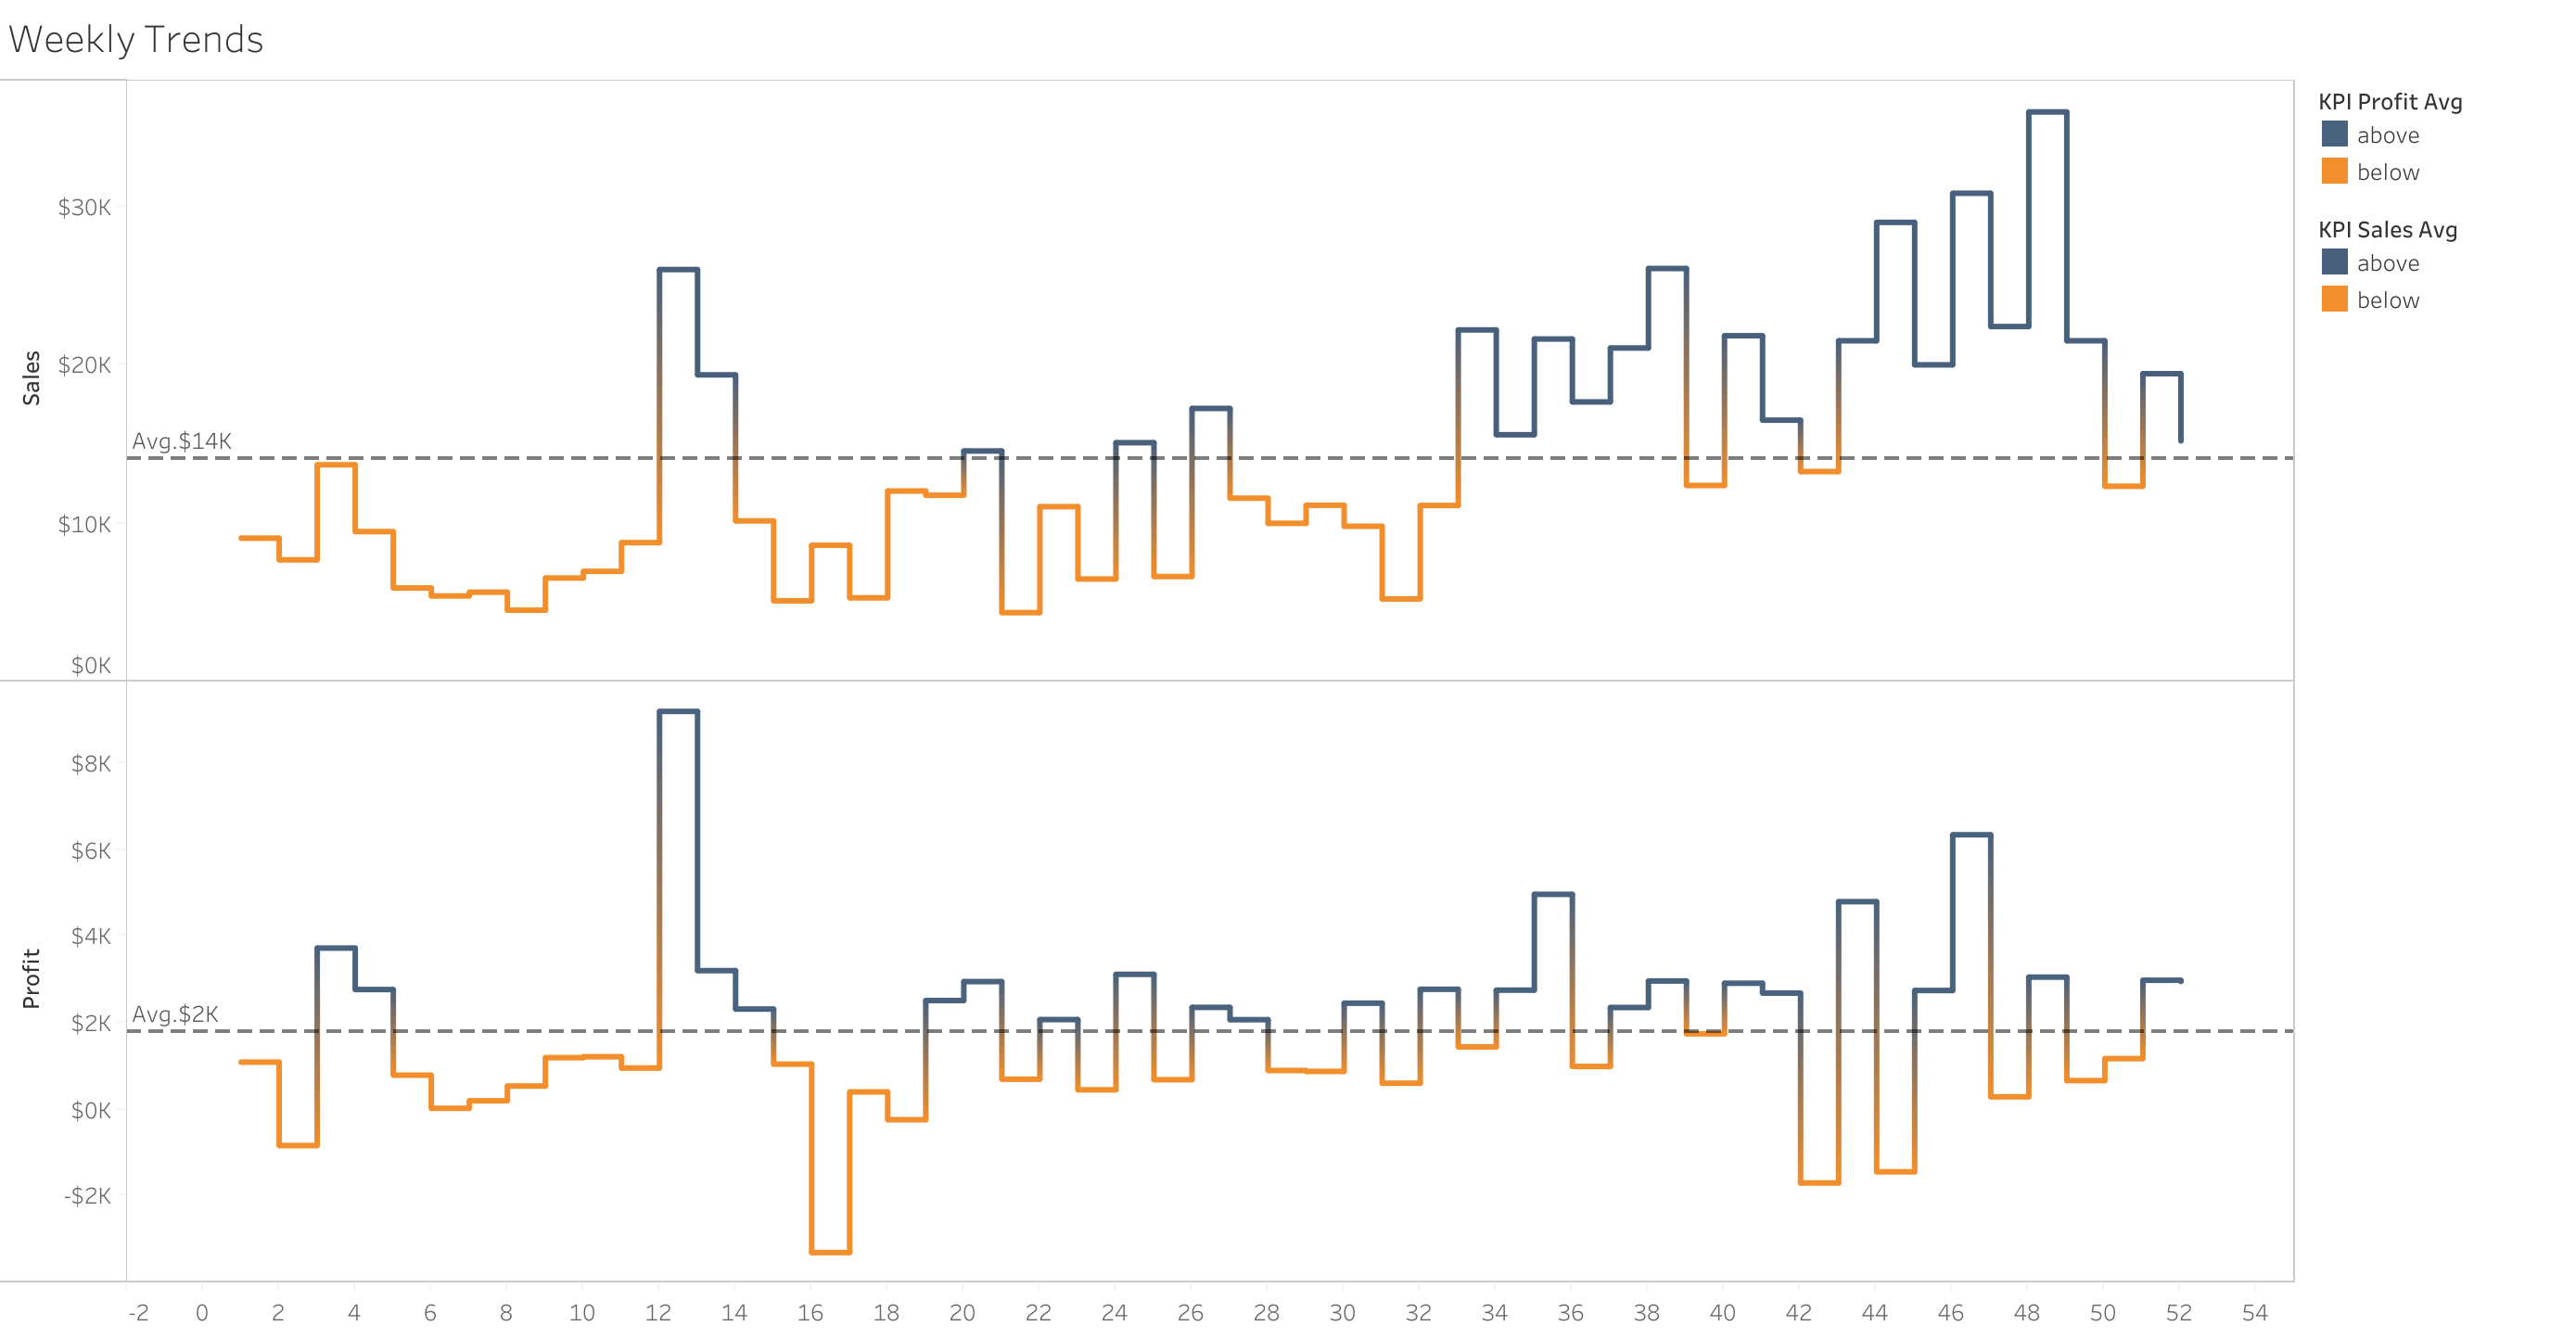 Weekly Trends
Sales
$30K
$20K
Avg.$14K
$10K
$0K
Profit
$8K
$6K
$4K
Avg.$2K
$2K
$0K
-$2K
-2 0 2 4 6 8 10 12 14 16 18 20 22 24 26 28 30 32 34 36 38 40 42 44 46 48 50 52 54
KPI Profit Avg
above
below
KPI Sales Avg
above
below